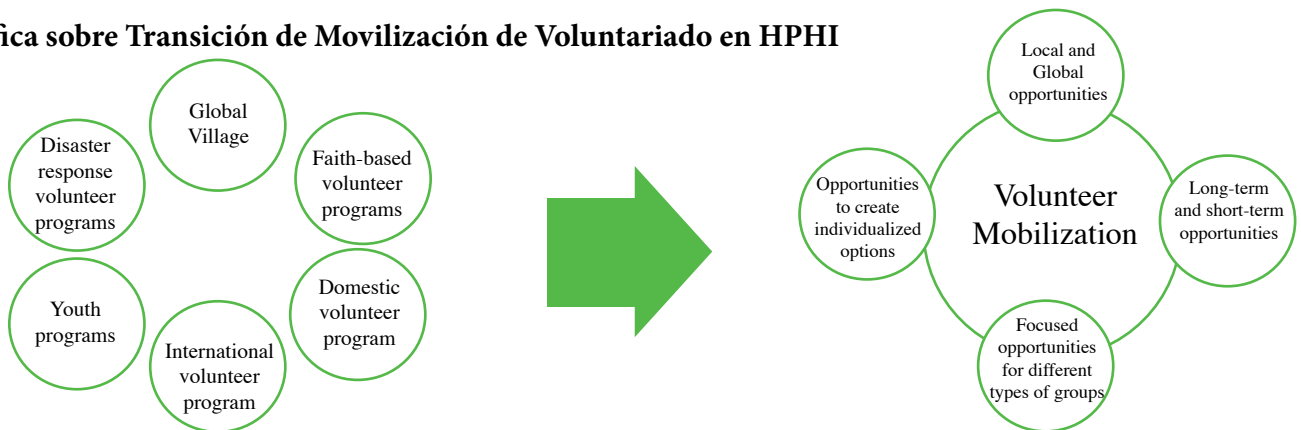 fica sobre Transición de Movilización de Voluntariado en HPHI
Global
Village
Disaster
response
volunteer
programs
Faith-based
volunteer
programs
Youth
programs
International
volunteer
program
Domestic
volunteer
program
Local and
Global
opportunities
Opportunities
to create
individualized
options
Volunteer
Mobilization
Long-term
and short-term
opportunities
Focused
opportunities
for different
types of groups